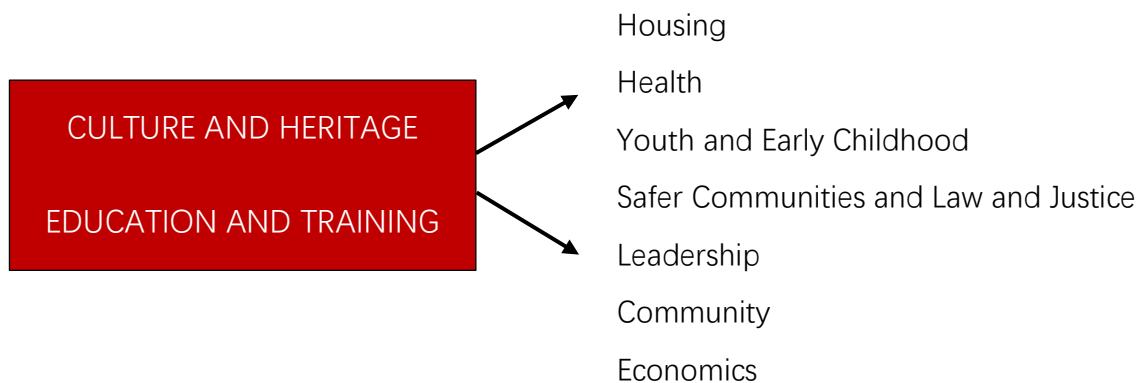 CULTURE AND HERITAGE
EDUCATION AND TRAINING
Housing
Health
Youth and Early Childhood
Safer Communities and Law and Justice
Leadership
Community
Economics